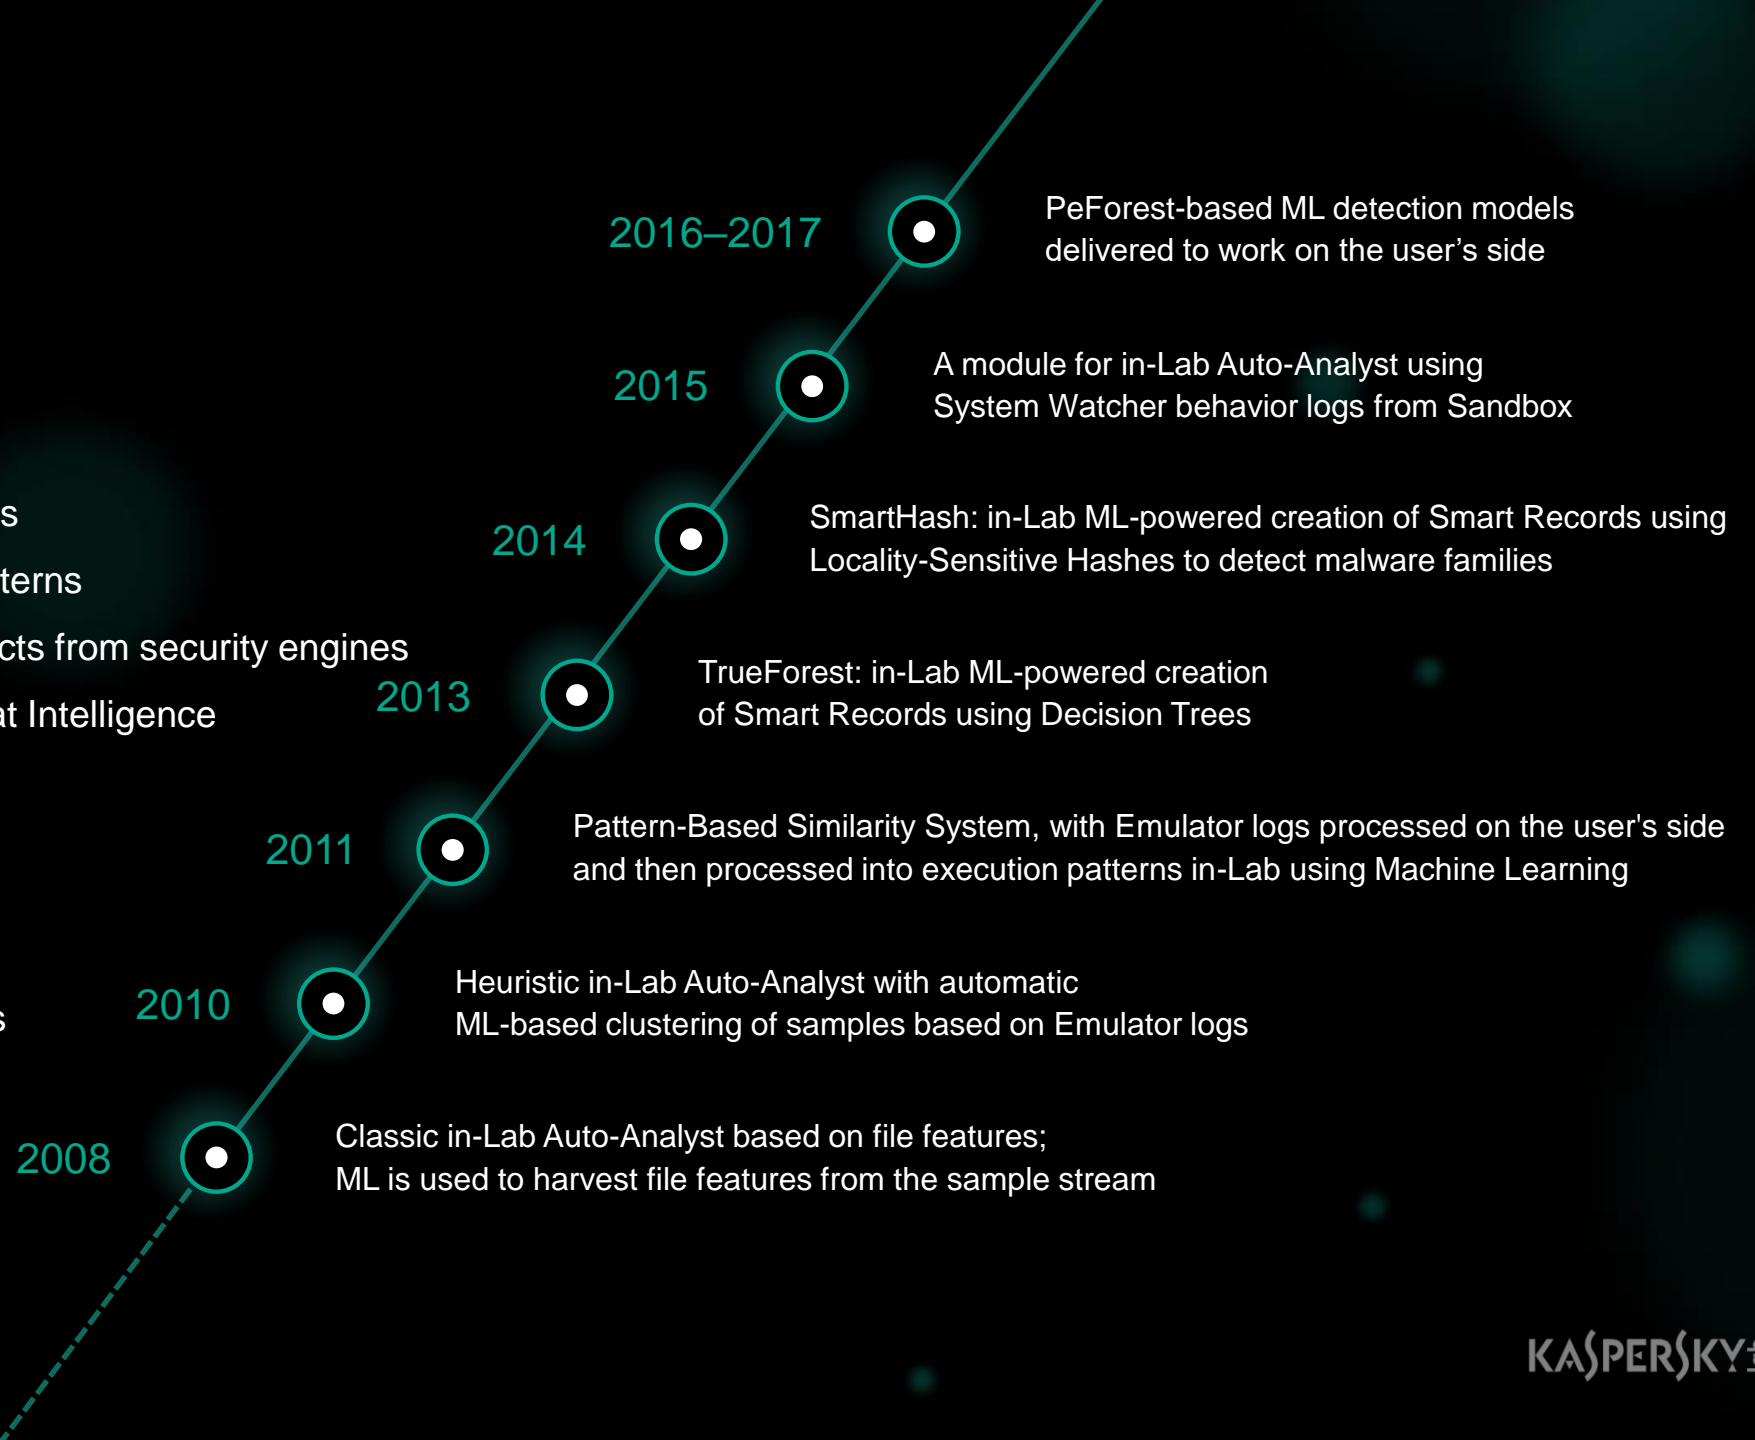 2016–2017
PeForest-based ML detection models
delivered to work on the user’s side
2015
A module for in-Lab Auto-Analyst using
System Watcher behavior logs from Sandbox
s
2014
SmartHash: in-Lab ML-powered creation of Smart Records using
Locality-Sensitive Hashes to detect malware families
terns
cts from security engines
at Intelligence
2013
TrueForest: in-Lab ML-powered creation
of Smart Records using Decision Trees
2011
Pattern-Based Similarity System, with Emulator logs processed on the user's side
and then processed into execution patterns in-Lab using Machine Learning
s
2010
Heuristic in-Lab Auto-Analyst with automatic
ML-based clustering of samples based on Emulator logs
2008
Classic in-Lab Auto-Analyst based on file features;
ML is used to harvest file features from the sample stream
KASPERSKY